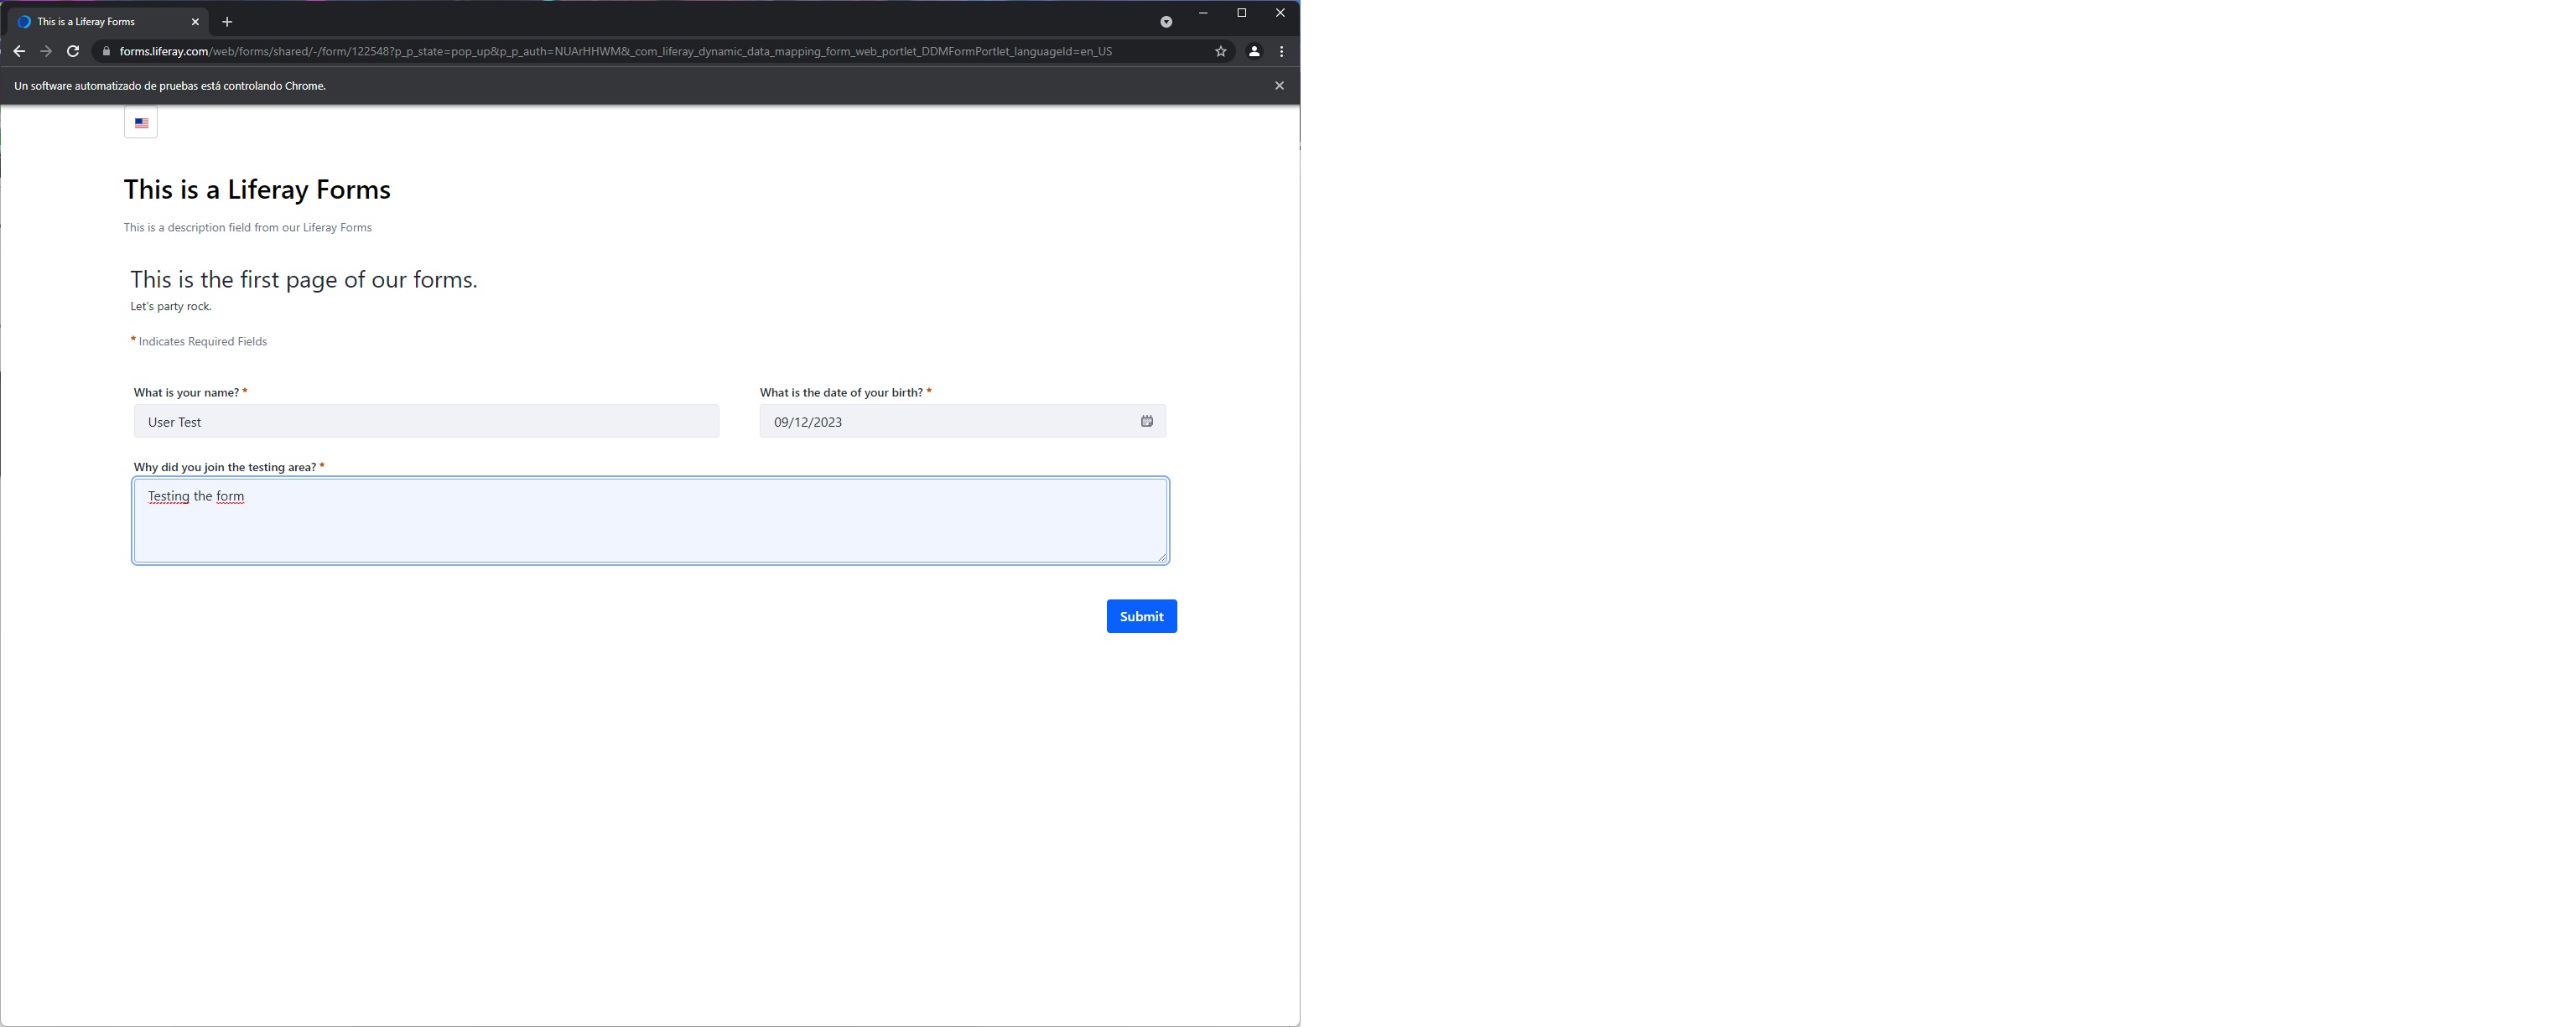 This is a Liferay Forms
forms.liferay.com/web/forms/shared/-/form/122548?p_p_state=pop_up&p_p_auth=NUArHHWM&_com_liferay_dynamic_data_mapping_form_web_portlet_DDMFormPortlet_languageId=en_US
Un software automatizado de pruebas está controlando Chrome.
This is a Liferay Forms
This is a description field from our Liferay Forms
This is the first page of our forms.
Let's party rock.
* Indicates Required Fields
What is your name? *
What is the date of your birth? *
User Test
09/12/2023
Why did you join the testing area? *
Testing the form
Submit